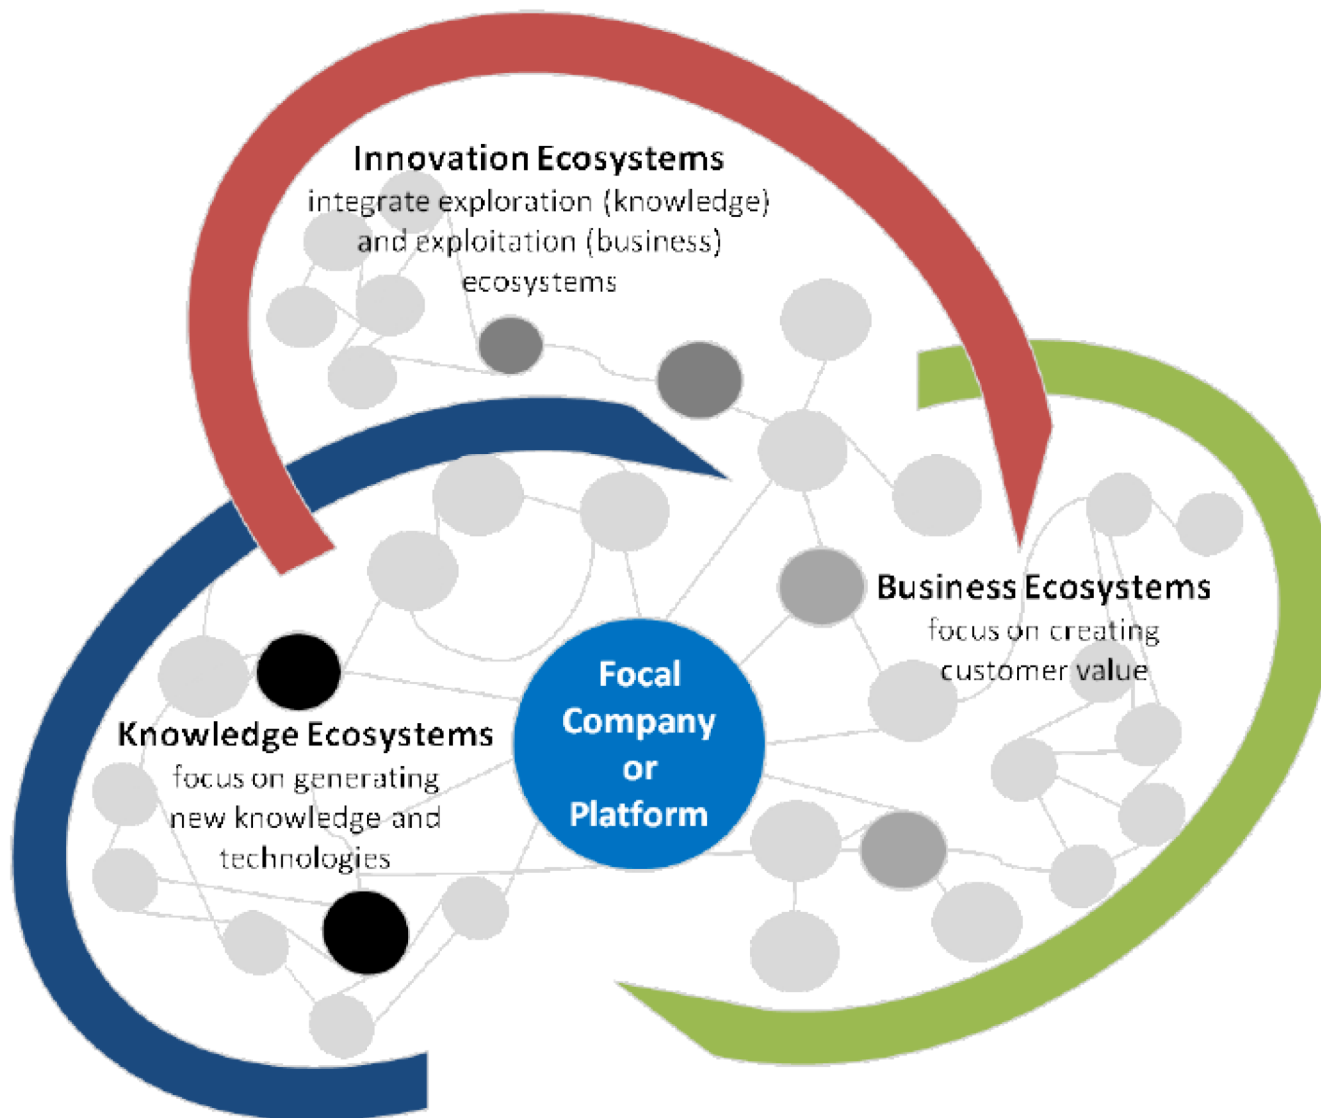 Innovation Ecosystems
integrate exploration (knowledge)
and exploitation (business)
ecosystems
Business Ecosystems
focus on creating
customer value
Focal
Company
or
Platform
Knowledge Ecosystems
focus on generating
new knowledge and
technologies